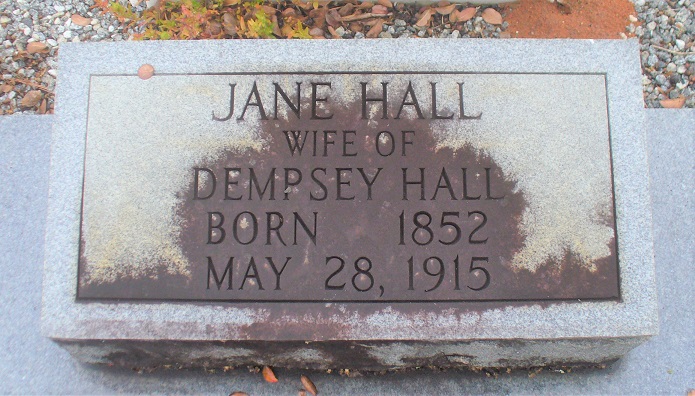 JANE HALL
WIFE OF
DEMPSEY HALL
BORN 1852
MAY 28, 1915